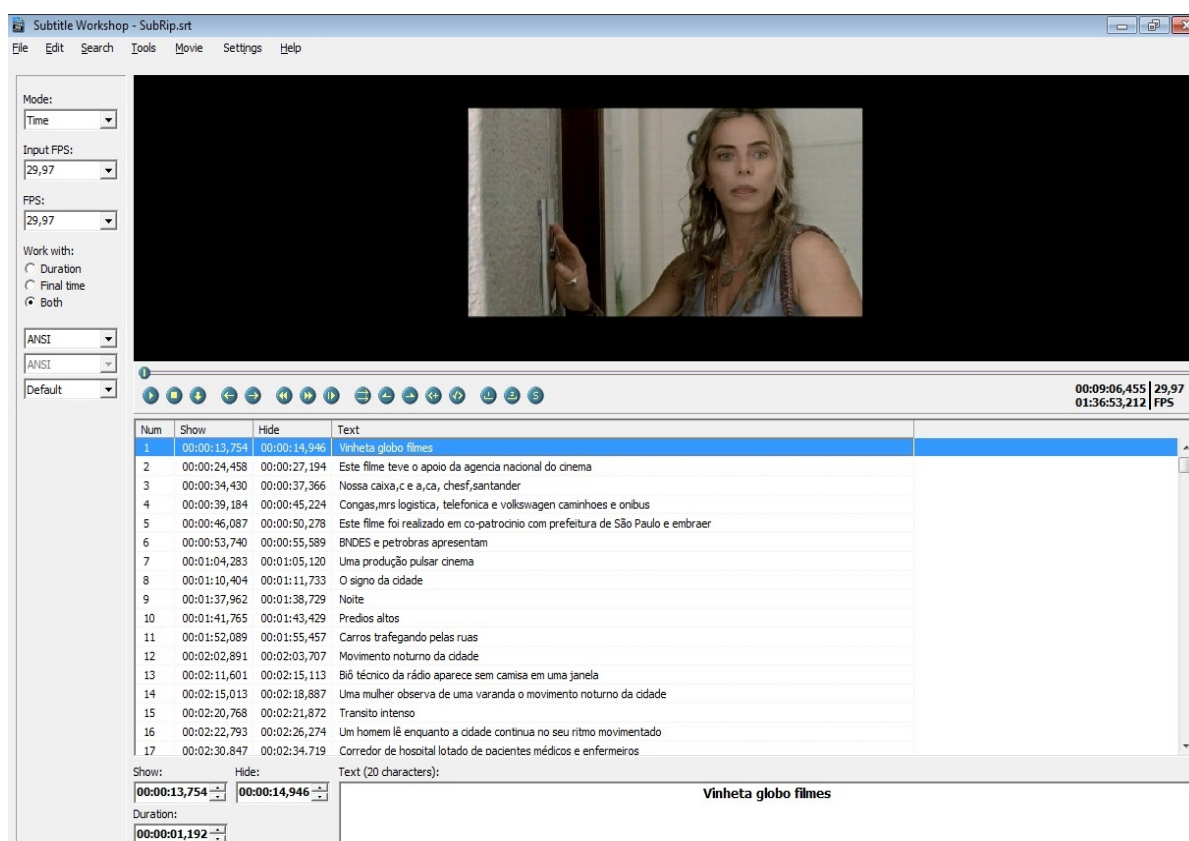 Subtitle Workshop - SubRip.srt
File Edit Search Tools Movie Settings Help
Mode:
Time
Input FPS:
29,97
FPS:
29,97
Work with:
Duration
Final time
Both
ANSI
ANSI
Default
00:09:06,455 29,97
01:36:53,212 FPS
Num Show Hide Text
1 00:00:13,754 00:00:14,946 Vinheta globo filmes
2 00:00:24,458 00:00:27,194 Este filme teve o apoio da agencia nacional do cinema
3 00:00:34,430 00:00:37,366 Nossa caixa,c e a,ca, chesf,santander
4 00:00:39,184 00:00:45,224 Congas,mrs logistica, telefonica e volkswagen caminhoes e onibus
5 00:00:46,087 00:00:50,278 Este filme foi realizado em co-patrocinio com prefeitura de São Paulo e embraer
6 00:00:53,740 00:00:55,589 BNDES e petrobras apresentam
7 00:01:04,283 00:01:05,120 Uma produção pulsar cinema
8 00:01:10,404 00:01:11,733 O signo da cidade
9 00:01:37,962 00:01:38,729 Noite
10 00:01:41,765 00:01:43,429 Predios altos
11 00:01:52,089 00:01:55,457 Carros trafegando pelas ruas
12 00:02:02,891 00:02:03,707 Movimento noturno da cidade
13 00:02:11,601 00:02:15,113 Biô técnico da rádio aparece sem camisa em uma janela
14 00:02:15,013 00:02:18,887 Uma mulher observa de uma varanda o movimento noturno da cidade
15 00:02:20,768 00:02:21,872 Transito intenso
16 00:02:22,793 00:02:26,274 Um homem lê enquanto a cidade continua no seu ritmo movimentado
17 00:02:30,847 00:02:34,719 Corredor de hospital lotado de pacientes médicos e enfermeiros
Show: Hide: Text (20 characters):
00:00:13,754 00:00:14,946 Vinheta globo filmes
Duration:
00:00:01,192